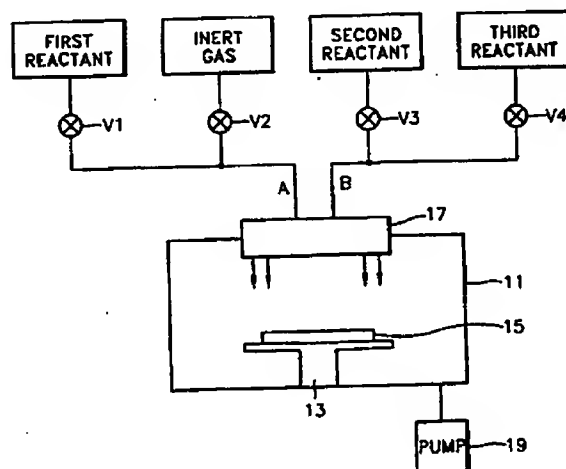 FIRST
REACTANT
INERT
GAS
SECOND
REACTANT
THIRD
REACTANT
V1
V2
V3
V4
A
B
17
11
15
13
PUMP
19